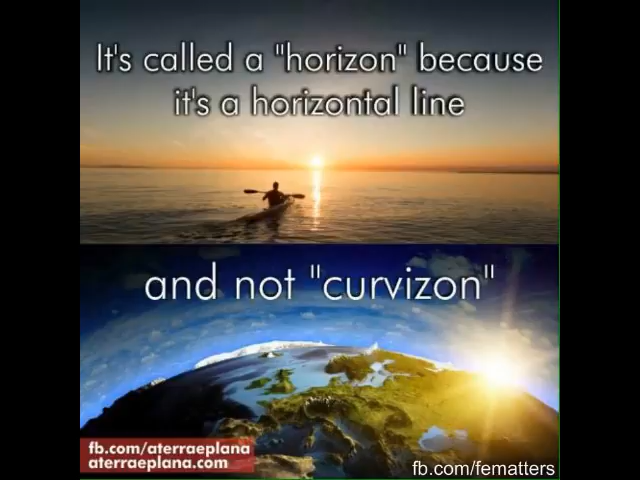 It's called a "horizon" because
it's a horizontal line
and not "curvizon"
fb.com/aterraeplana
aterraeplana.com
fb.com/fematters